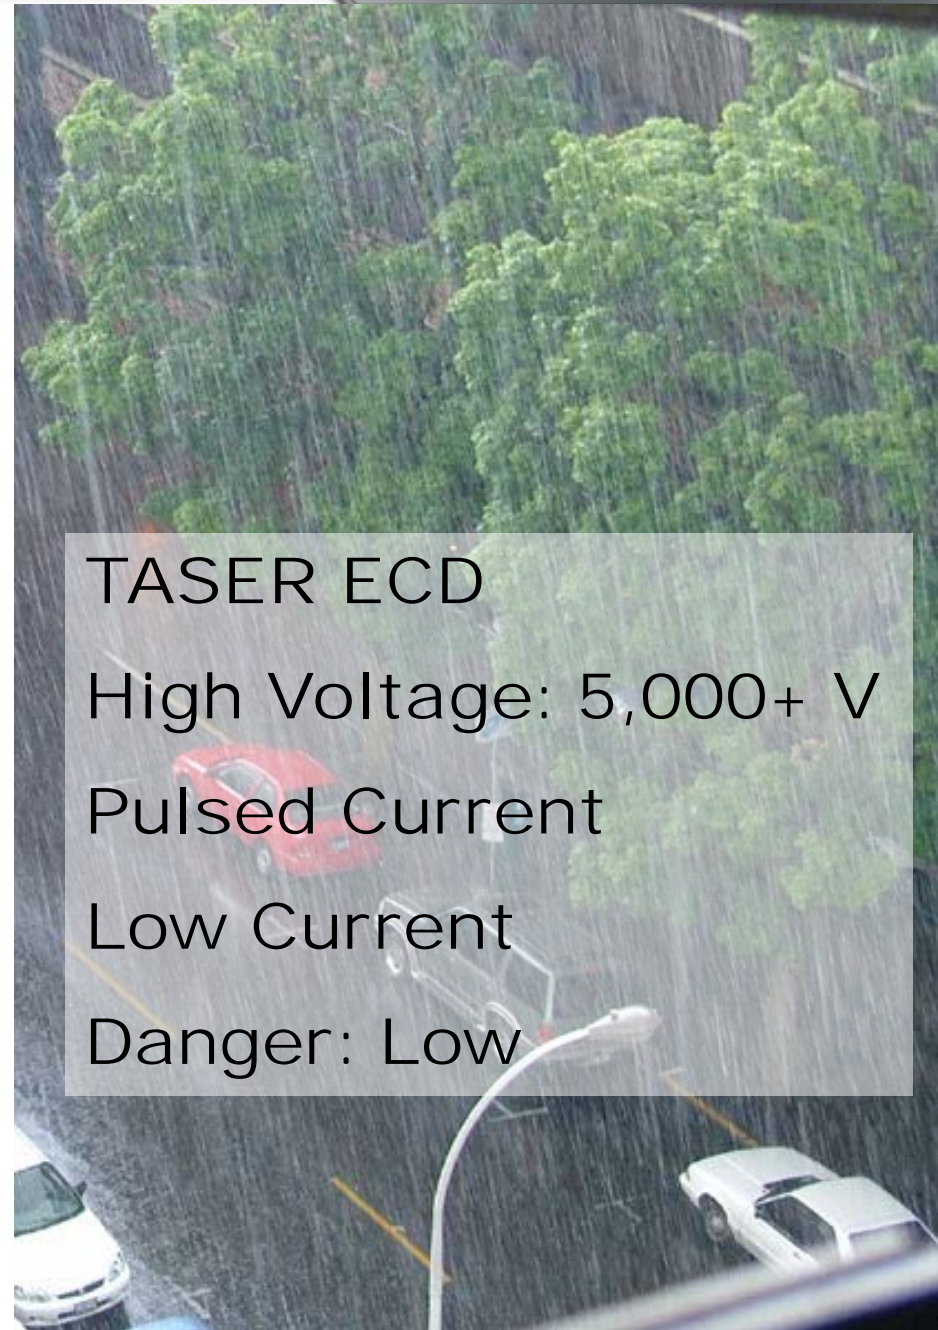 TASER ECD
High Voltage: 5,000+ V
Pulsed Current
Low Current
Danger: Low